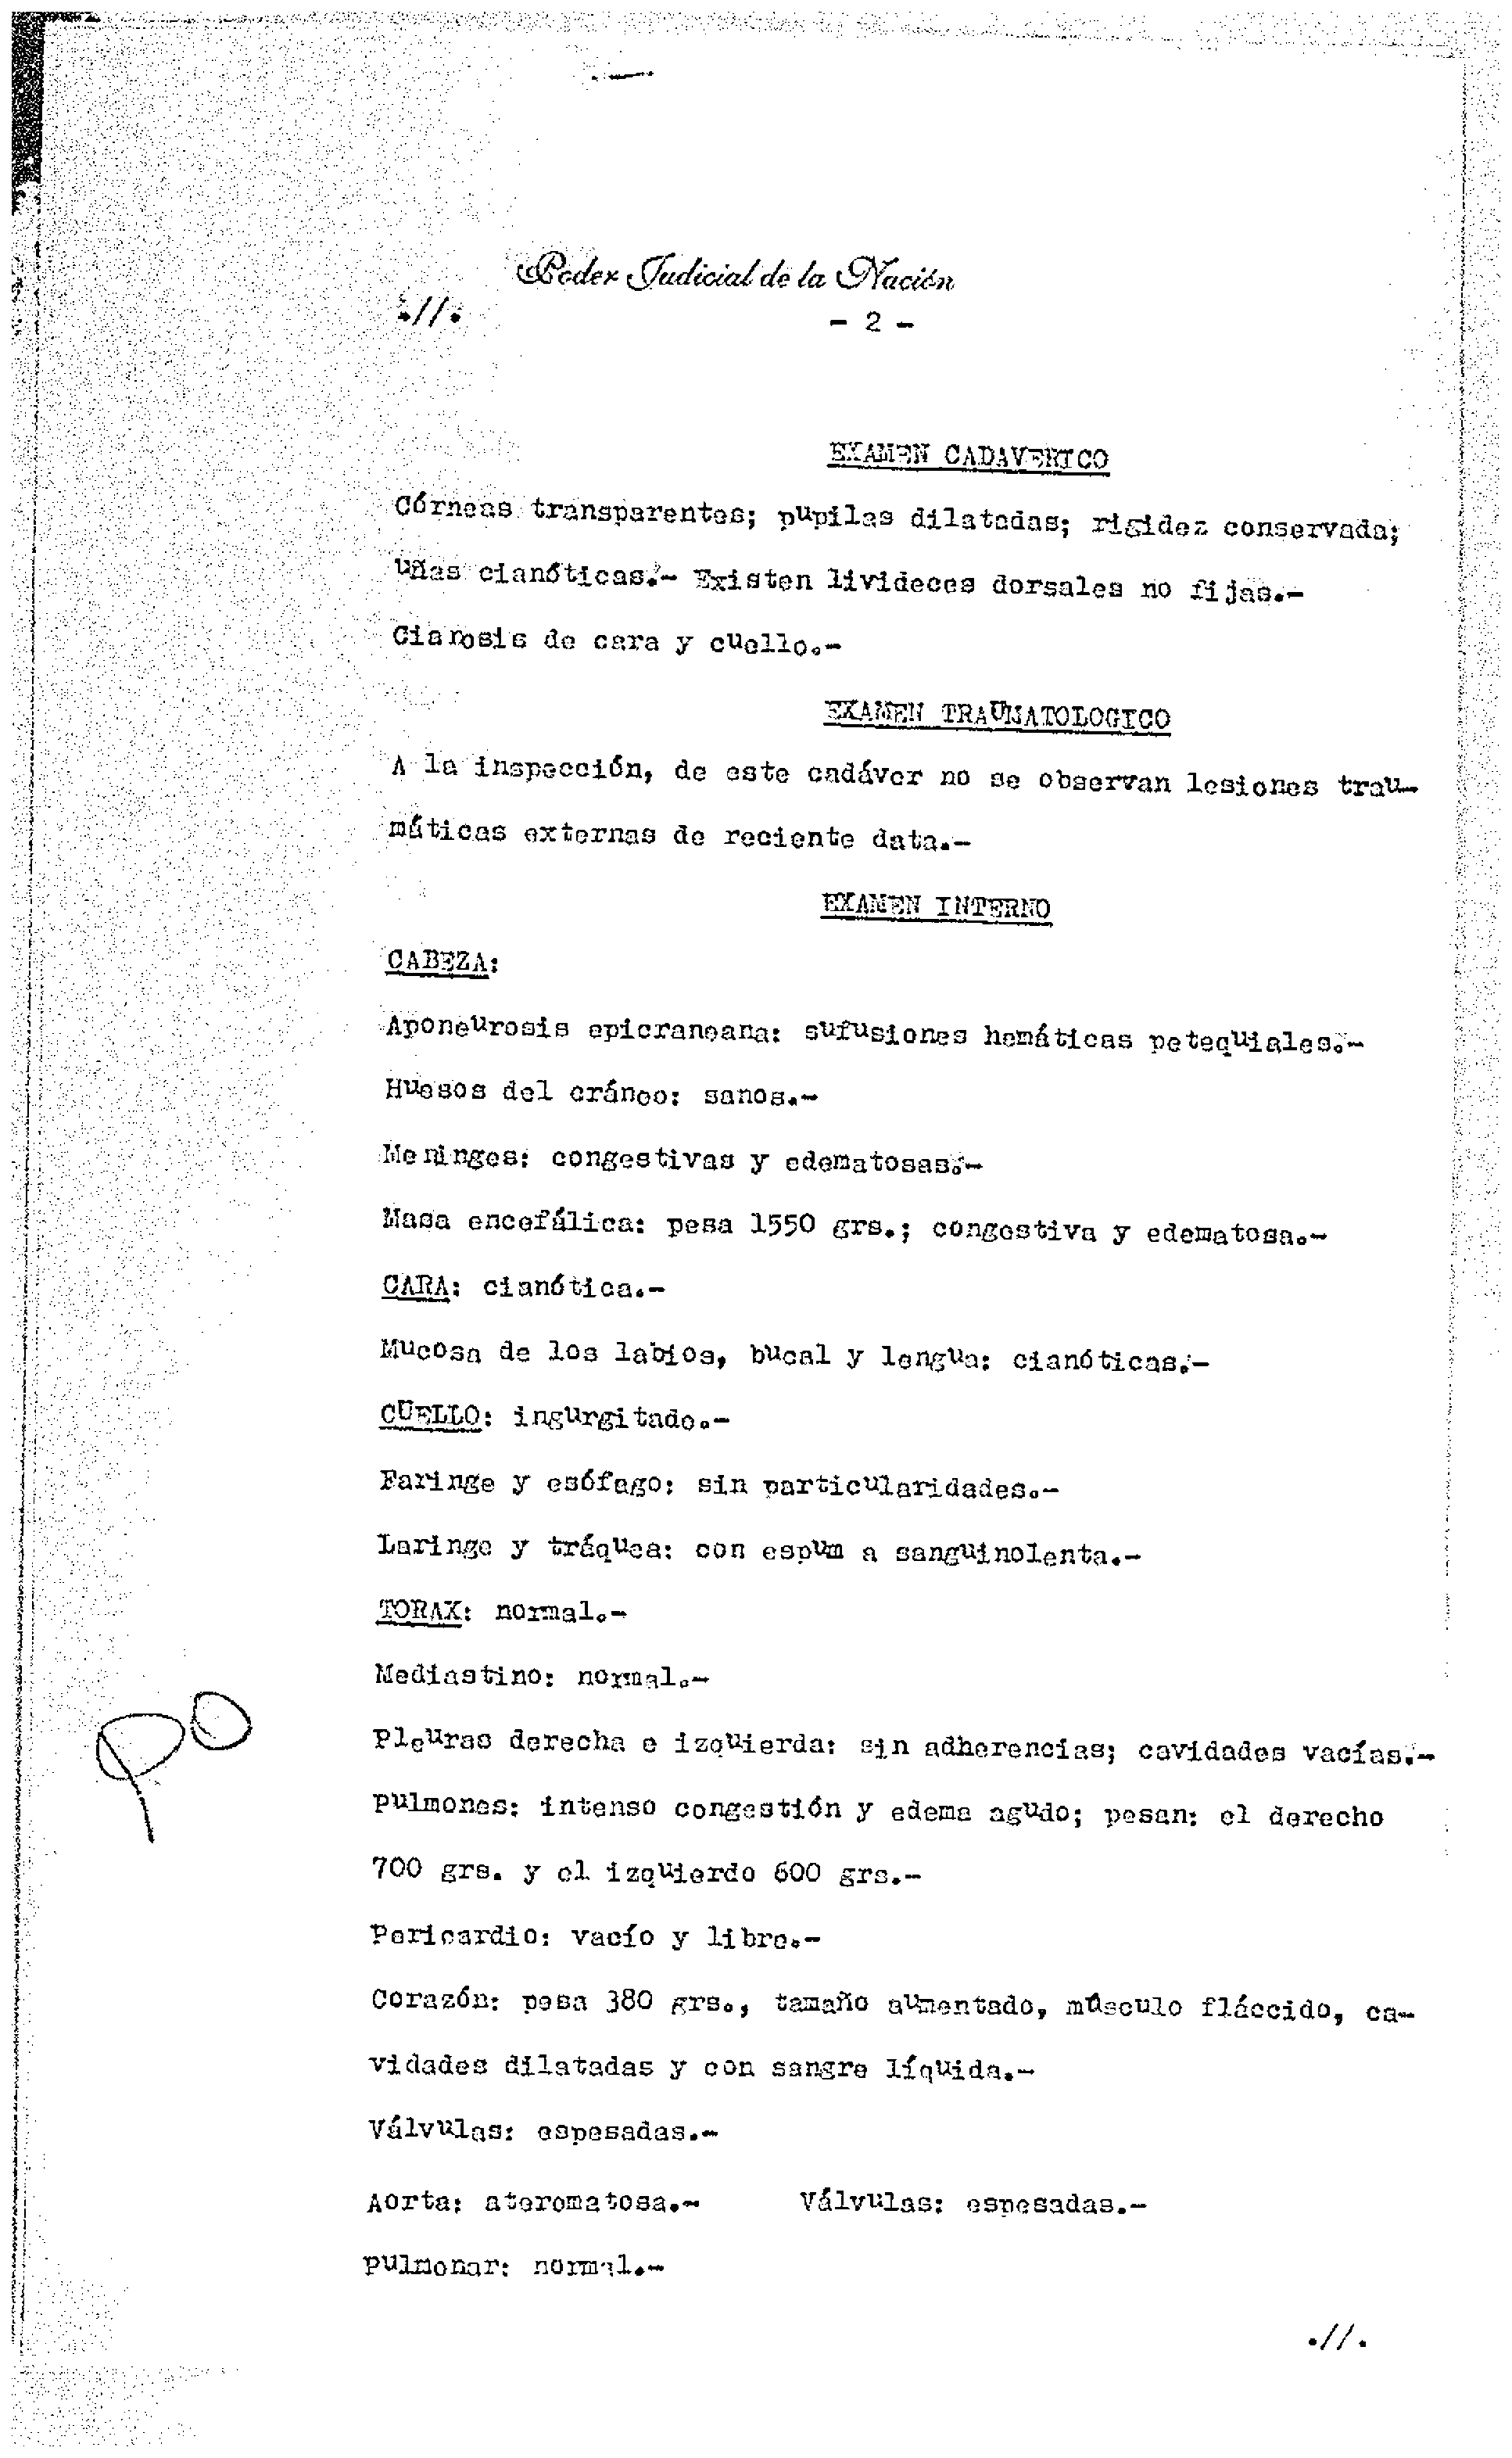 Poder Judicial de la Nación
.//.
- 2 -
EXAMEN CADAVERICO
Córneas transparentes; pupilas dilatadas; rigidez conservada;
uñas cianóticas.- Existen livideces dorsales no fijas.-
Cianosis de cara y cuello.-
EXAMEN TRAUMATOLOGICO
A la inspección, de este cadáver no se observan lesiones trau-
máticas externas de reciente data.-
EXAMEN INTERNO
CABEZA:
Aponeurosis epicraneana: sufusiones hemáticas petequiales.-
Huesos del cráneo: sanos.-
Meninges: congestivas y edematosas.-
Masa encefálica: pesa 1550 grs.; congestiva y edematosa.-
CARA: cianótica.-
Mucosa de los labios, bucal y lengua: cianóticas.-
CUELLO: ingurgitado.-
Faringe y esófago: sin particularidades.-
Laringe y tráquea: con espum a sanguinolenta.-
TORAX: normal.-
Mediastino: normal.-
Pleuras derecha e izquierda: sin adherencias; cavidades vacías.-
Pulmones: intenso congestión y edema agudo; pesan: el derecho
700 grs. y el izquierdo 600 grs.-
Pericardio: vacío y libre.-
Corazón: pesa 380 grs., tamaño aumentado, músculo fláccido, ca-
vidades dilatadas y con sangre líquida.-
Válvulas: espesadas.-
Aorta: ateromatosa.- Válvulas: espesadas.-
Pulmonar: normal.-
.//.